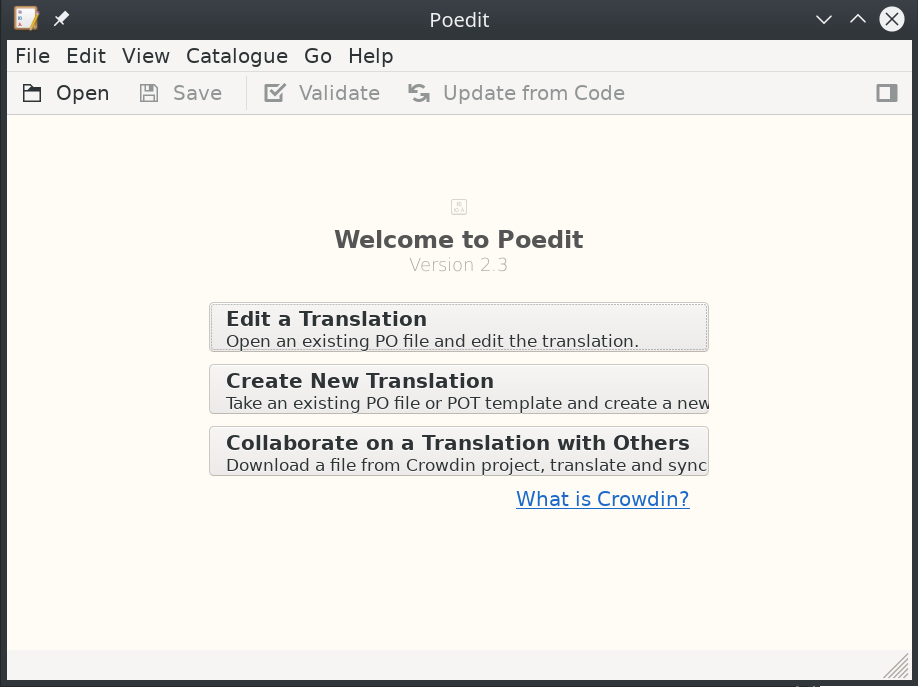 Poedit
File Edit View Catalogue Go Help
Open Save Validate Update from Code
Welcome to Poedit
Version 2.3
Edit a Translation
Open an existing PO file and edit the translation.
Create New Translation
Take an existing PO file or POT template and create a new
Collaborate on a Translation with Others
Download a file from Crowdin project, translate and sync
What is Crowdin?